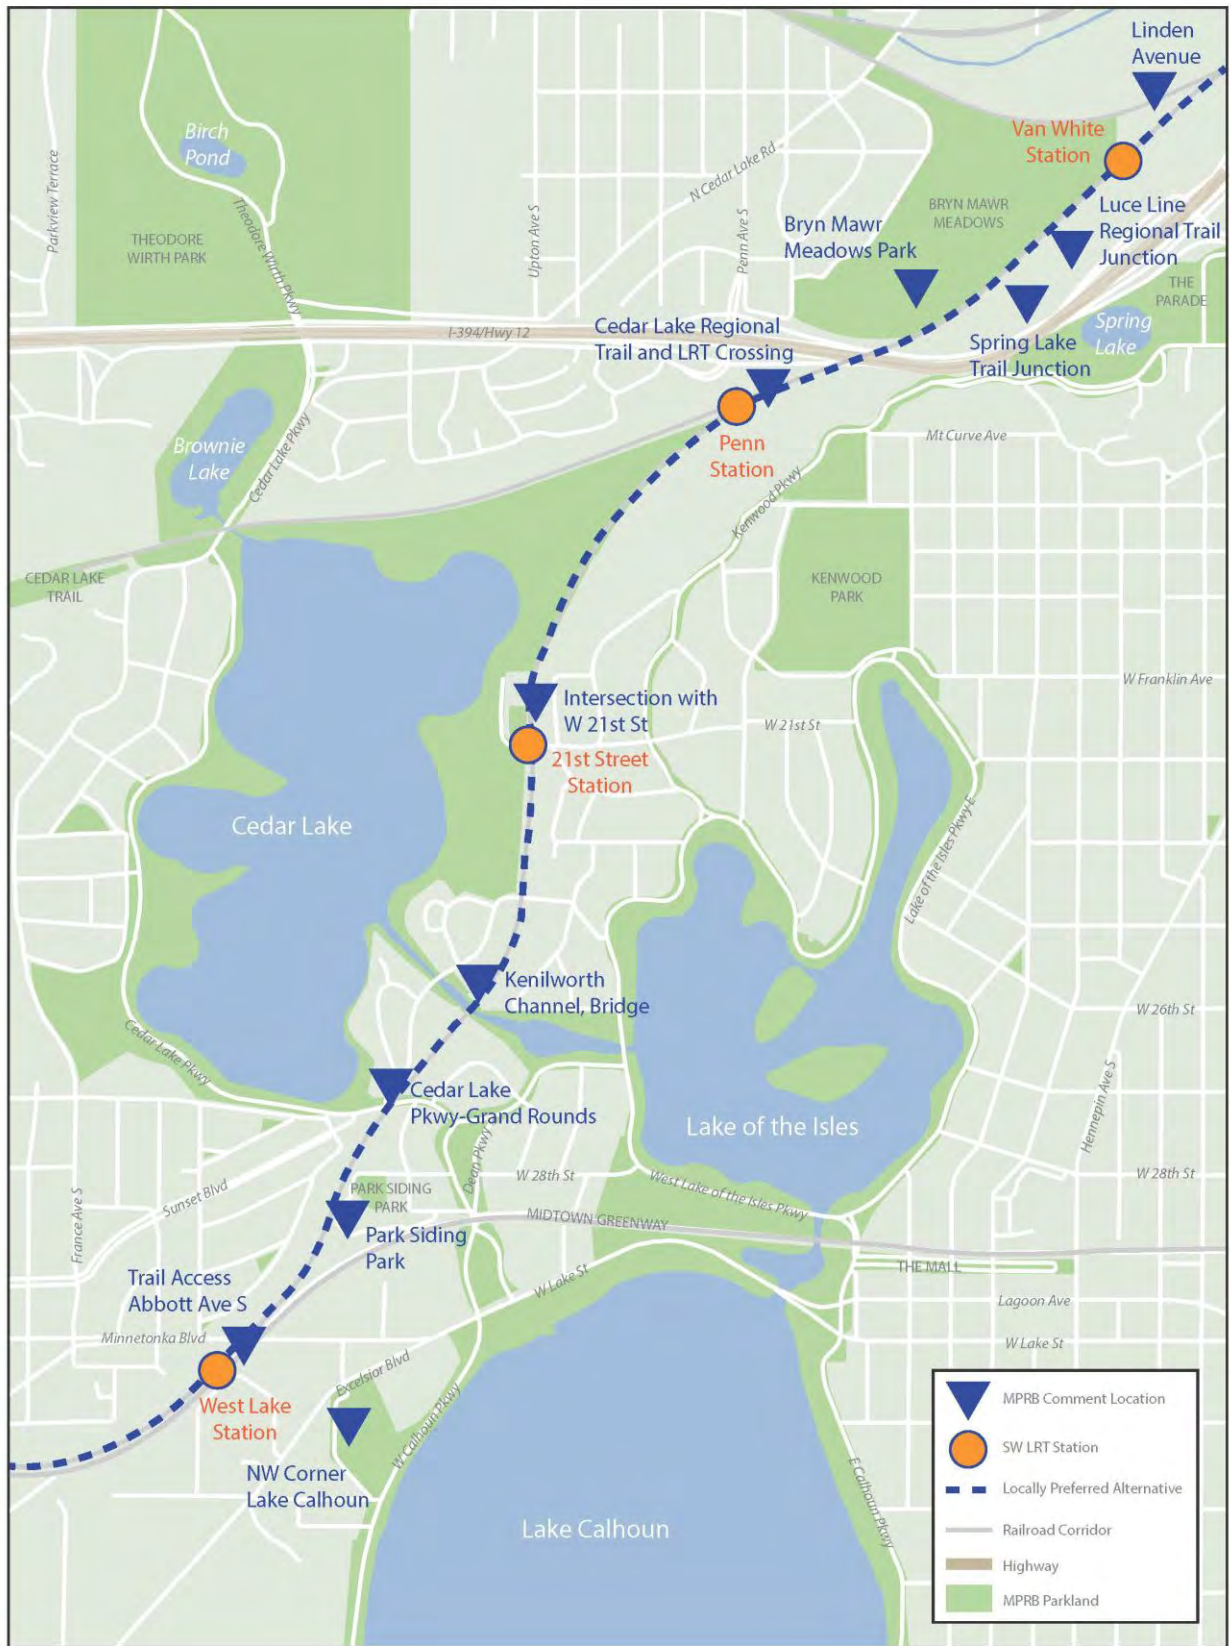 Linden
Avenue
Van White
Station
Birch
Pond
Parkview Terrace
N Cedar Lake Rd
BRYN MAWR
MEADOWS
Luce Line
Regional Trail
Junction
THEODORE
WIRTH PARK
Theodore Wirth Pkwy
Upton Ave S
Penn Ave S
Bryn Mawr
Meadows Park
THE
PARADE
Spring
Lake
I-394/Hwy 12
Cedar Lake Regional
Trail and LRT Crossing
Spring Lake
Trail Junction
Brownie
Lake
Cedar Lake Pkwy
Penn
Station
Mt Curve Ave
Kenwood Pkwy
CEDAR LAKE
TRAIL
KENWOOD
PARK
W Franklin Ave
Intersection with
W 21st St
W 21st St
21st Street
Station
Cedar Lake
Lake of the Isles Pkwy E
Kenilworth
Channel, Bridge
W 26th St
Cedar Lake Pkwy
Cedar Lake
Pkwy-Grand Rounds
Hennepin Ave S
Lake of the Isles
Dean Pkwy
W 28th St
W 28th St
West Lake of the Isles Pkwy
Sunset Blvd
PARK SIDING
PARK
France Ave S
MIDTOWN GREENWAY
Park Siding
Park
Trail Access
Abbott Ave S
W Lake St
THE MALL
Lagoon Ave
Minnetonka Blvd
W Lake St
Excelsior Blvd
West Lake
Station
W Calhoun Pkwy
NW Corner
Lake Calhoun
E Calhoun Pkwy
Lake Calhoun
MPRB Comment Location
SW LRT Station
Locally Preferred Alternative
Railroad Corridor
Highway
MPRB Parkland